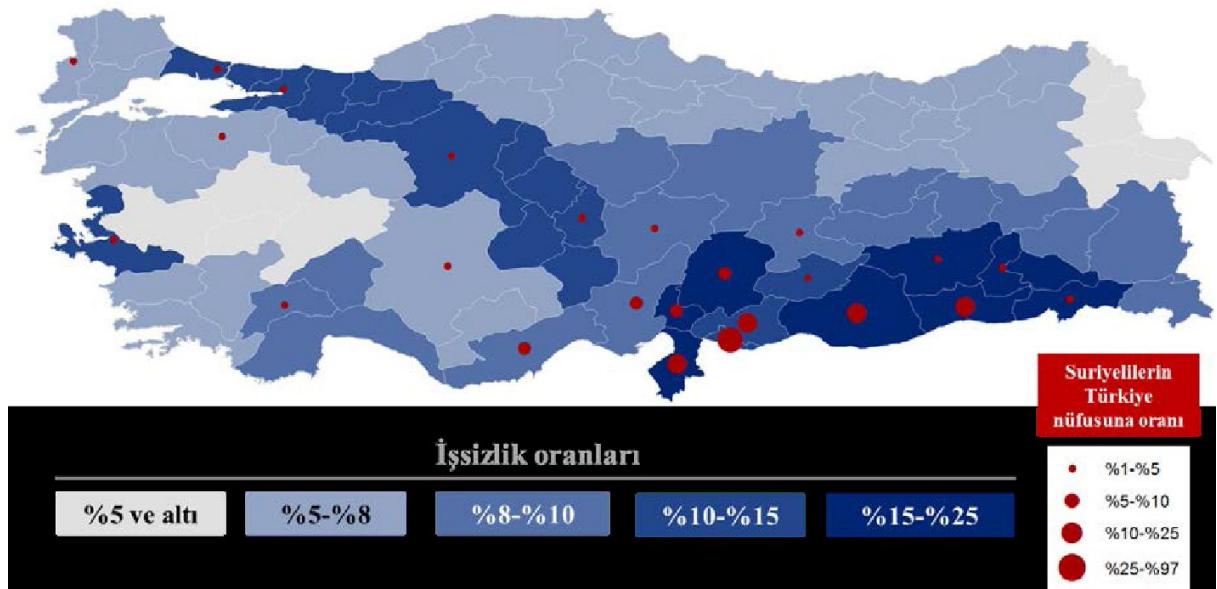 Suriyelilerin
Türkiye
nüfusuna oranı
İşsizlik oranları
%5 ve altı
%5-%8
%8-%10
%10-%15
%15-%25
%1-%5
%5-%10
%10-%25
%25-%97